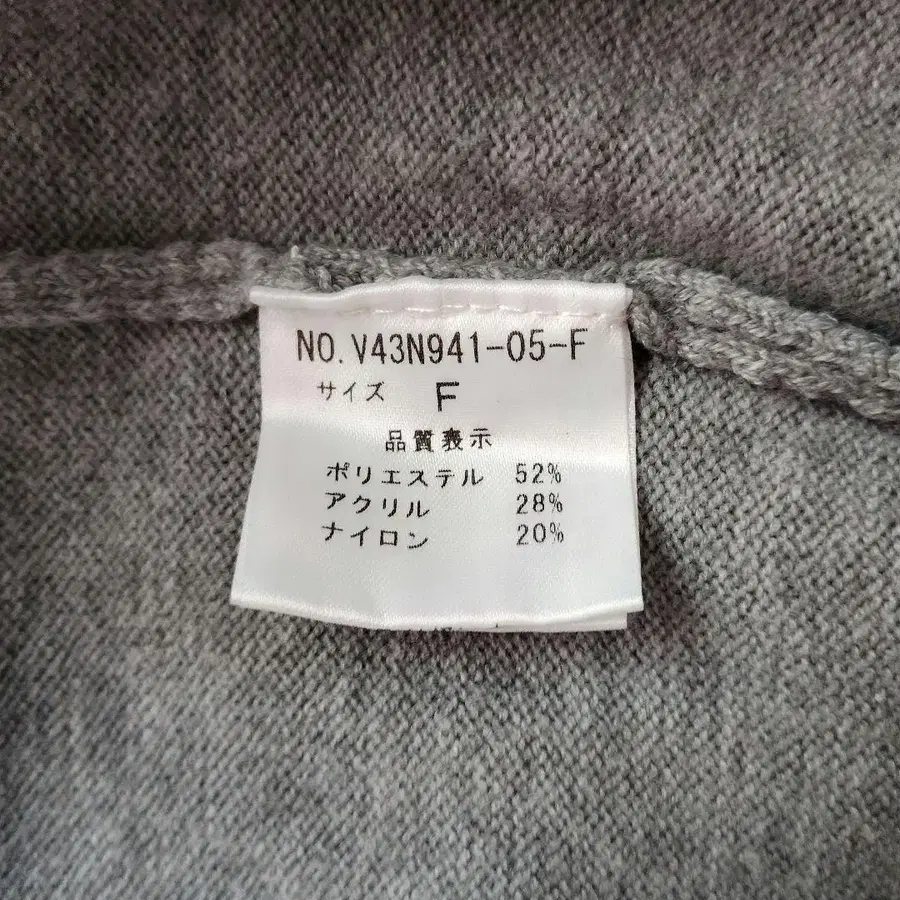 NO.V43N941-05-F
サイズ F
品質表示
ポリエステル 52%
アクリル 28%
ナイロン 20%